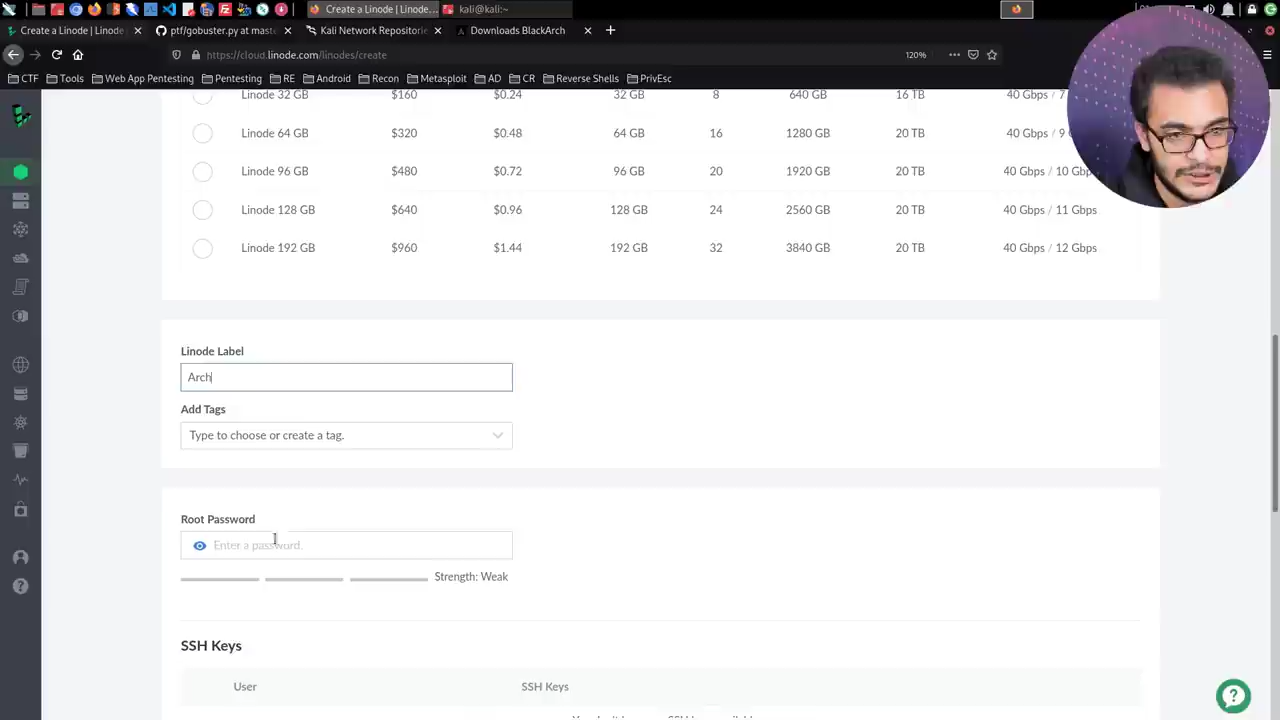 Create a Linode | Linode...
kali@kali:~
Create a Linode | Linode
ptf/gobuster.py at maste
Kali Network Repositorie
Downloads BlackArch
https://cloud.linode.com/linodes/create
120%
CTF Tools Web App Pentesting Pentesting RE Android Recon Metasploit AD CR Reverse Shells PrivEsc
Linode 32 GB $160 $0.24 32 GB 8 640 GB 16 TB 40 Gbps / 7
Linode 64 GB $320 $0.48 64 GB 16 1280 GB 20 TB 40 Gbps / 9
Linode 96 GB $480 $0.72 96 GB 20 1920 GB 20 TB 40 Gbps / 10 Gbp
Linode 128 GB $640 $0.96 128 GB 24 2560 GB 20 TB 40 Gbps / 11 Gbps
Linode 192 GB $960 $1.44 192 GB 32 3840 GB 20 TB 40 Gbps / 12 Gbps
Linode Label
Arch
Add Tags
Type to choose or create a tag.
Root Password
Enter a password.
Strength: Weak
SSH Keys
User SSH Keys